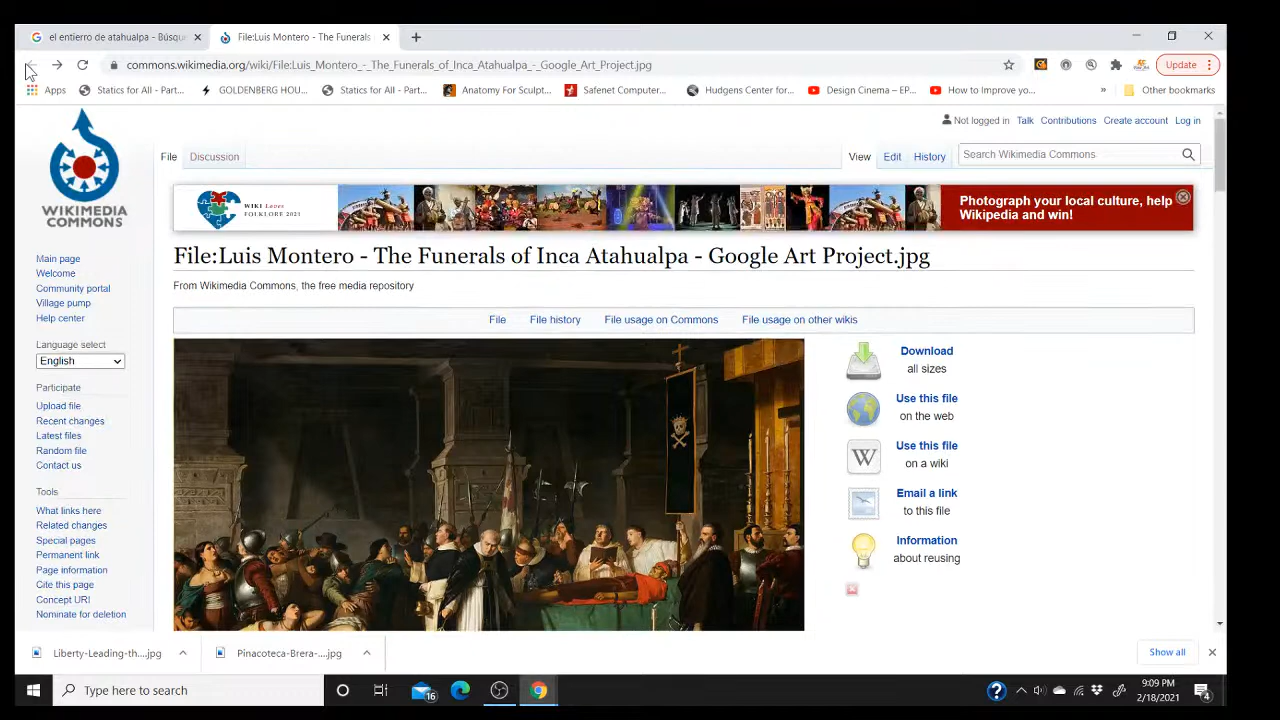 el entierro de atahualpa - Búsqu
File:Luis Montero - The Funerals
commons.wikimedia.org/wiki/File:Luis_Montero_-_The_Funerals_of_Inca_Atahualpa_-_Google_Art_Project.jpg
Update
Apps
Statics for All - Part...
GOLDENBERG HOU...
Statics for All - Part...
Anatomy For Sculpt...
Safenet Computer...
Hudgens Center for...
Design Cinema – EP...
How to Improve yo...
»
Other bookmarks
Not logged in Talk Contributions Create account Log in
File Discussion
View Edit History
Search Wikimedia Commons
WIKIMEDIA
COMMONS
WIKI Loves
FOLKLORE 2021
Photograph your local culture, help
Wikipedia and win!
File:Luis Montero - The Funerals of Inca Atahualpa - Google Art Project.jpg
From Wikimedia Commons, the free media repository
File File history File usage on Commons File usage on other wikis
Main page
Welcome
Community portal
Village pump
Help center
Language select
English
Participate
Upload file
Recent changes
Latest files
Random file
Contact us
Tools
What links here
Related changes
Special pages
Permanent link
Page information
Cite this page
Concept URI
Nominate for deletion
Download
all sizes
Use this file
on the web
W
Use this file
on a wiki
Email a link
to this file
Information
about reusing
Liberty-Leading-th....jpg
Pinacoteca-Brera-....jpg
Show all
Type here to search
16
9:09 PM
2/18/2021
4